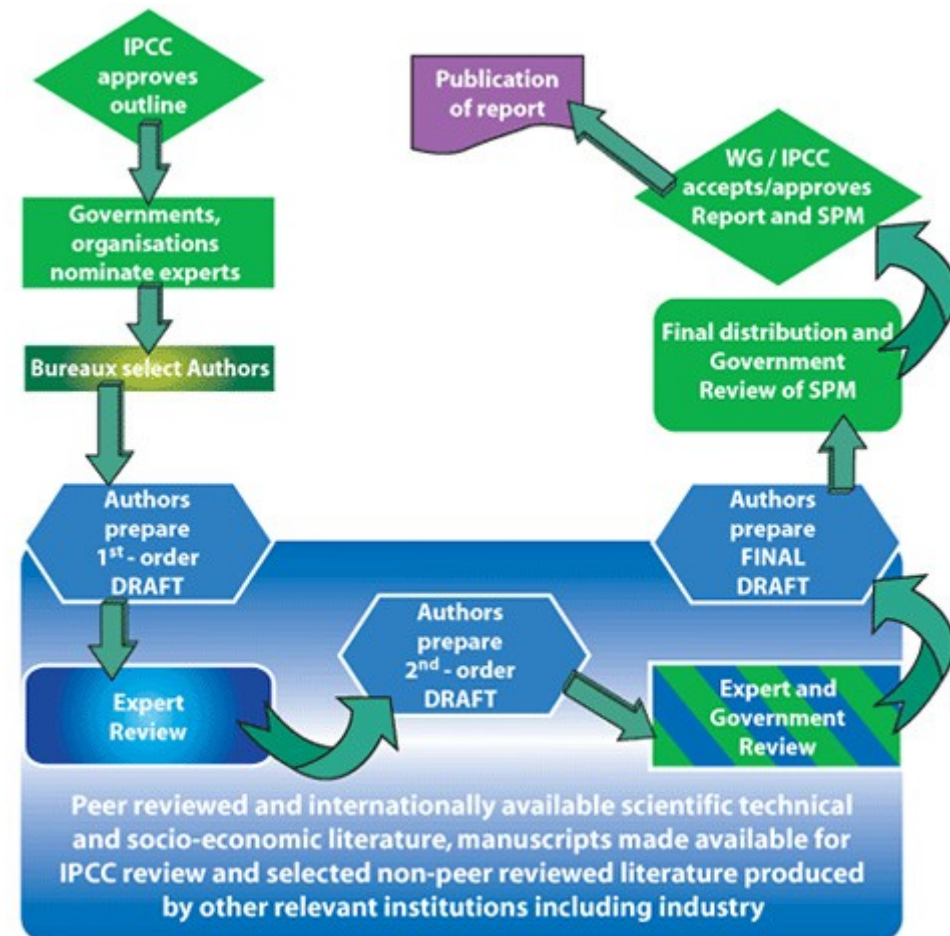 IPCC
approves
outline
Governments,
organisations
nominate experts
Bureaux select Authors
Authors
prepare
1st - order
DRAFT
Expert
Review
Authors
prepare
2nd - order
DRAFT
Expert and
Government
Review
Authors
prepare
FINAL
DRAFT
Final distribution and
Government
Review of SPM
WG / IPCC
accepts/approves
Report and SPM
Publication
of report
Peer reviewed and internationally available scientific technical
and socio-economic literature, manuscripts made available for
IPCC review and selected non-peer reviewed literature produced
by other relevant institutions including industry